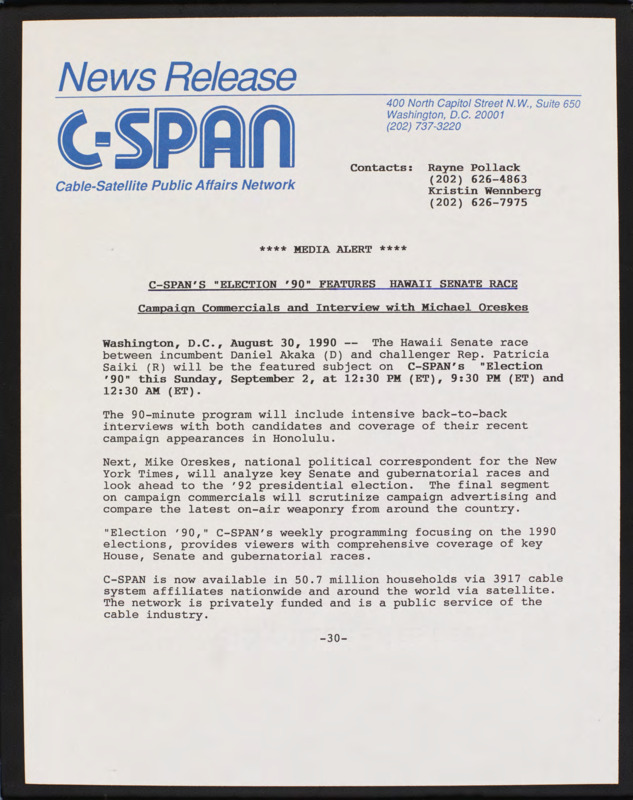 News Release
C-SPAN
Cable-Satellite Public Affairs Network
400 North Capitol Street N.W., Suite 650
Washington, D.C. 20001
(202) 737-3220
Contacts: Rayne Pollack
(202) 626-4863
Kristin Wennberg
(202) 626-7975
**** MEDIA ALERT ****
C-SPAN'S "ELECTION '90" FEATURES HAWAII SENATE RACE
Campaign Commercials and Interview with Michael Oreskes
Washington, D.C., August 30, 1990 -- The Hawaii Senate race
between incumbent Daniel Akaka (D) and challenger Rep. Patricia
Saiki (R) will be the featured subject on C-SPAN's "Election
'90" this Sunday, September 2, at 12:30 PM (ET), 9:30 PM (ET) and
12:30 AM (ET).
The 90-minute program will include intensive back-to-back
interviews with both candidates and coverage of their recent
campaign appearances in Honolulu.
Next, Mike Oreskes, national political correspondent for the New
York Times, will analyze key Senate and gubernatorial races and
look ahead to the '92 presidential election. The final segment
on campaign commercials will scrutinize campaign advertising and
compare the latest on-air weaponry from around the country.
"Election '90," C-SPAN's weekly programming focusing on the 1990
elections, provides viewers with comprehensive coverage of key
House, Senate and gubernatorial races.
C-SPAN is now available in 50.7 million households via 3917 cable
system affiliates nationwide and around the world via satellite.
The network is privately funded and is a public service of the
cable industry.
-30-